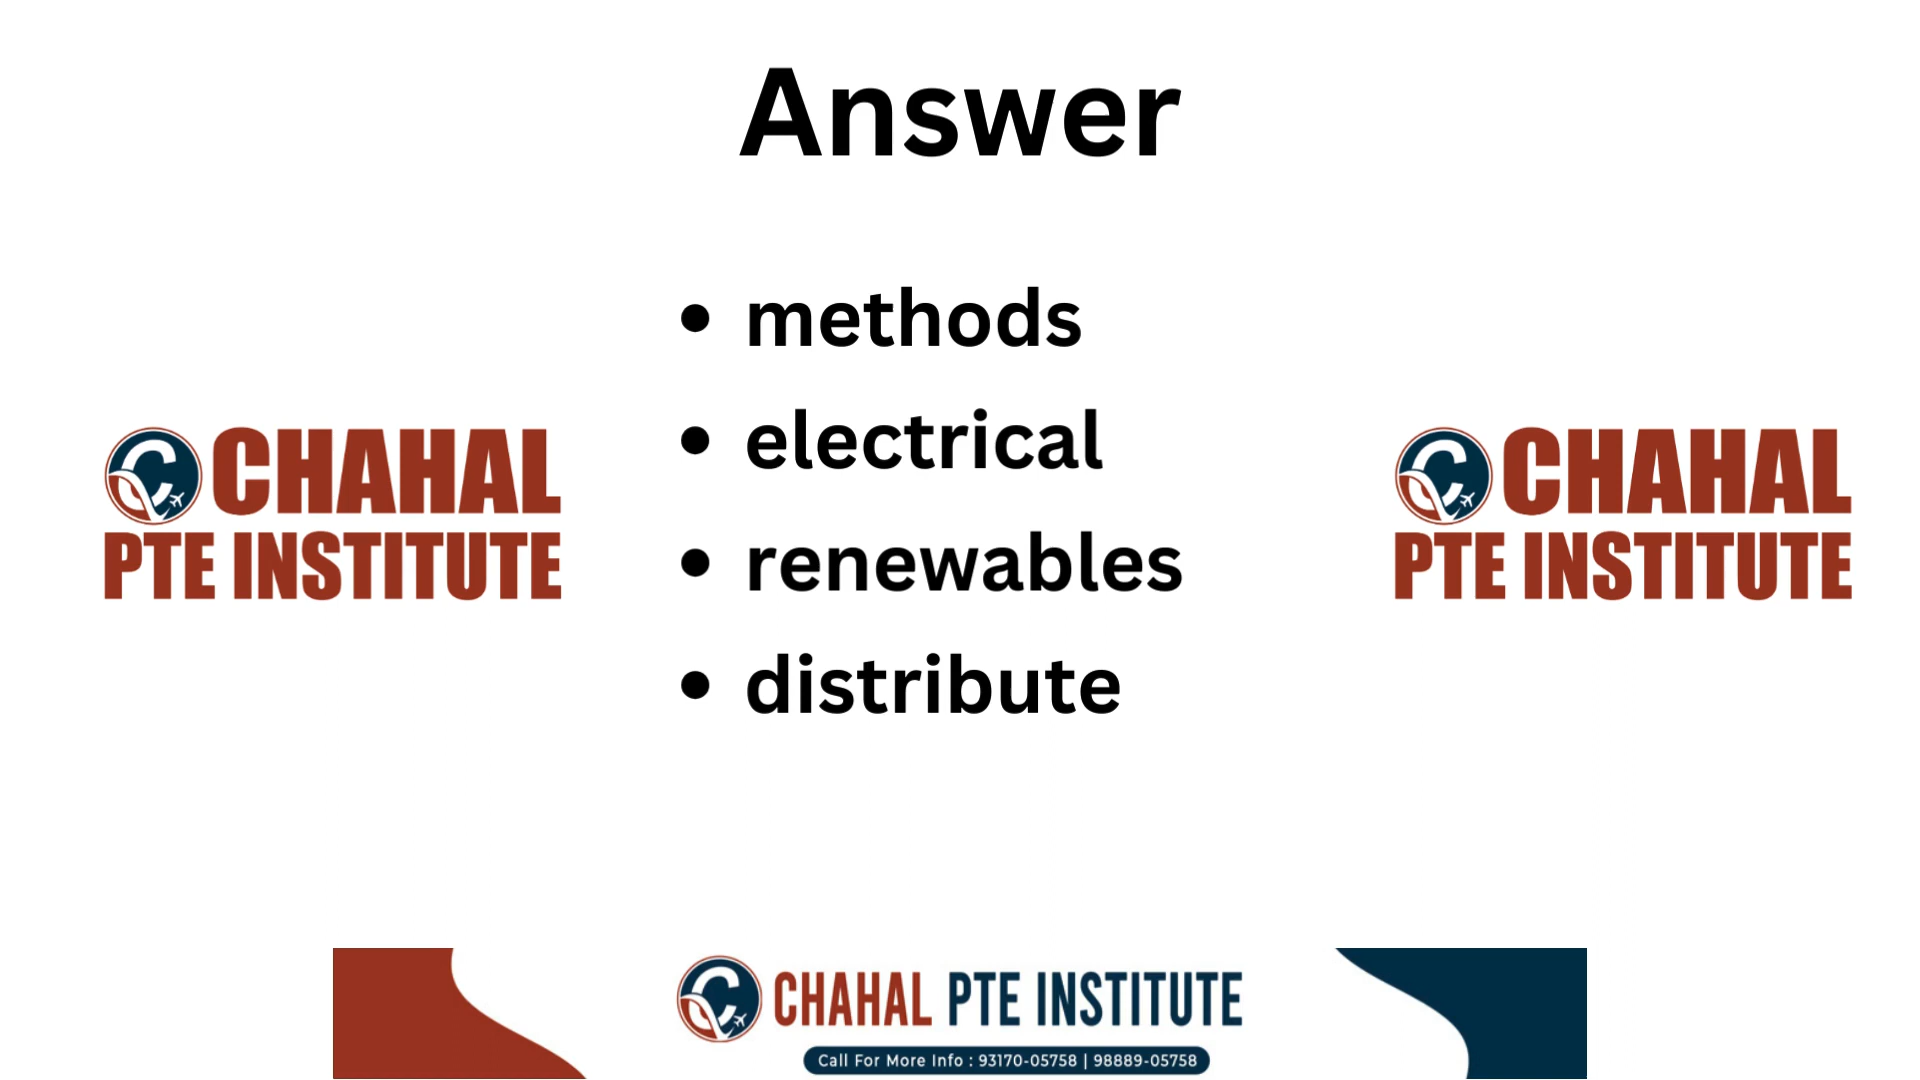 Answer
• methods
• electrical
• renewables
• distribute
CHAHAL
PTE INSTITUTE
CHAHAL
PTE INSTITUTE
CHAHAL PTE INSTITUTE
Call For More Info : 93170-05758 | 98889-05758